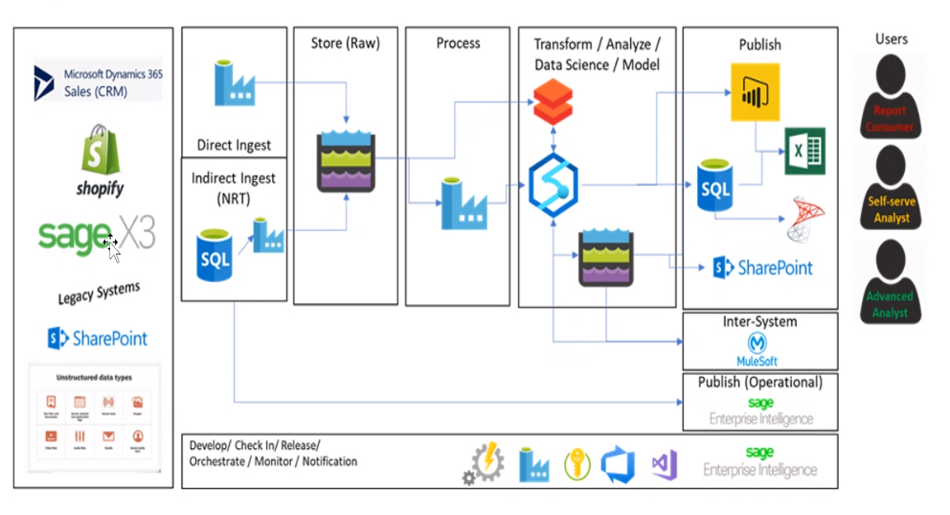 Microsoft Dynamics 365
Sales (CRM)
shopify
sage X3
Legacy Systems
SharePoint
Unstructured data types
Direct Ingest
Indirect Ingest
(NRT)
SQL
Store (Raw)
Process
Transform / Analyze /
Data Science / Model
Publish
SQL
SharePoint
Inter-System
MuleSoft
Publish (Operational)
sage
Enterprise Intelligence
Develop/ Check In/ Release/
Orchestrate / Monitor / Notification
sage
Enterprise Intelligence
Users
Report
Consumer
Self-serve
Analyst
Advanced
Analyst